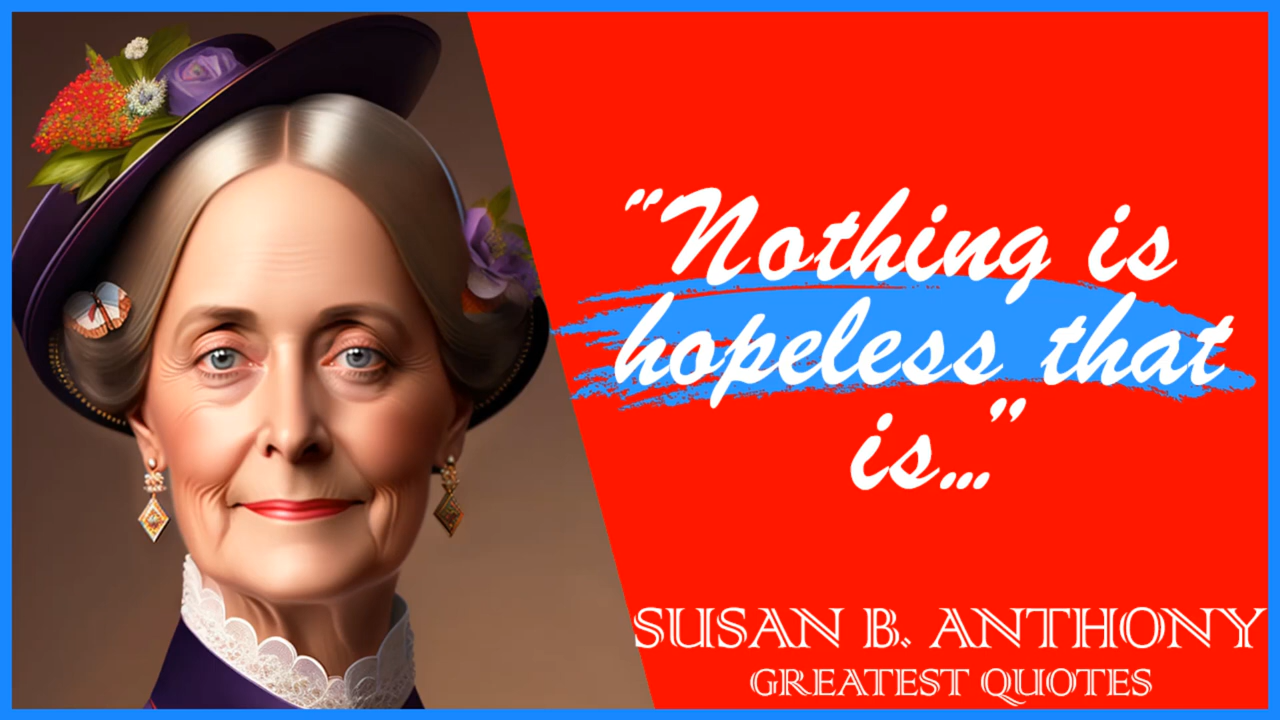 "Nothing is
hopeless that
is..."
SUSAN B. ANTHONY
GREATEST QUOTES